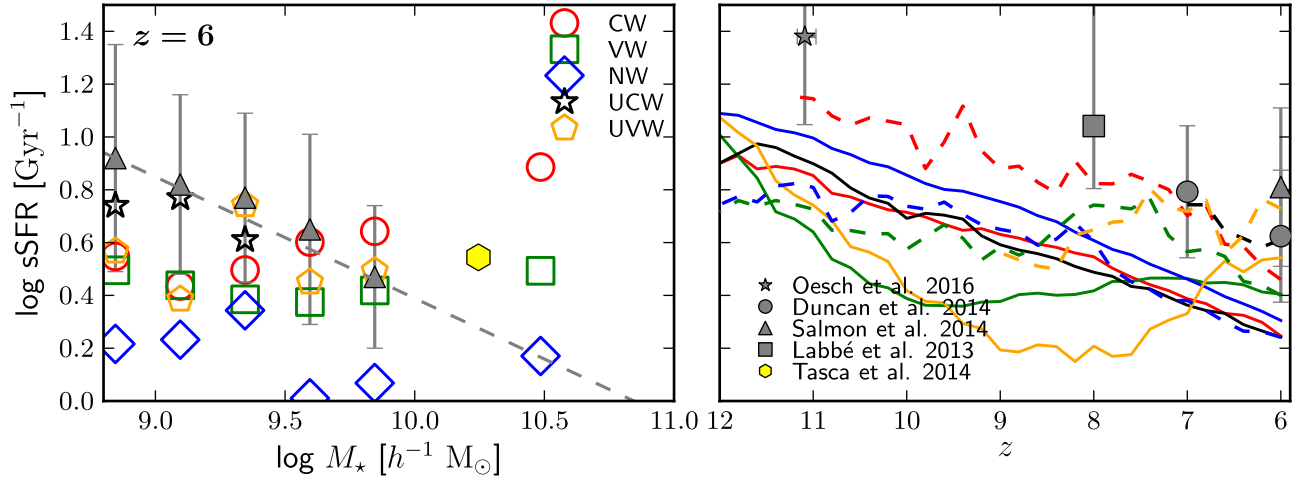 z = 6
CW
VW
NW
UCW
UVW
1.4
1.2
1.0
0.8
0.6
0.4
0.2
0.0
log sSFR [Gyr⁻¹]
9.0 9.5 10.0 10.5 11.0
log M⋆ [h⁻¹ M⊙]
Oesch et al. 2016
Duncan et al. 2014
Salmon et al. 2014
Labbé et al. 2013
Tasca et al. 2014
12 11 10 9 8 7 6
z